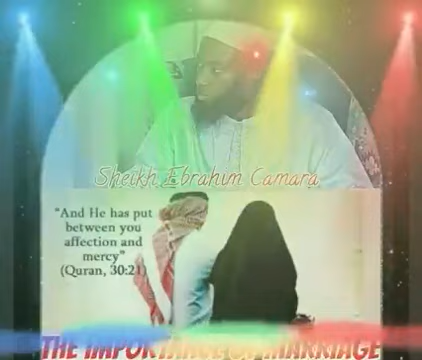 Sheikh Ebrahim Camara
"And He has put
between you
affection and
mercy"
(Quran, 30:21)
THE IMPORTANCE OF MARRIAGE